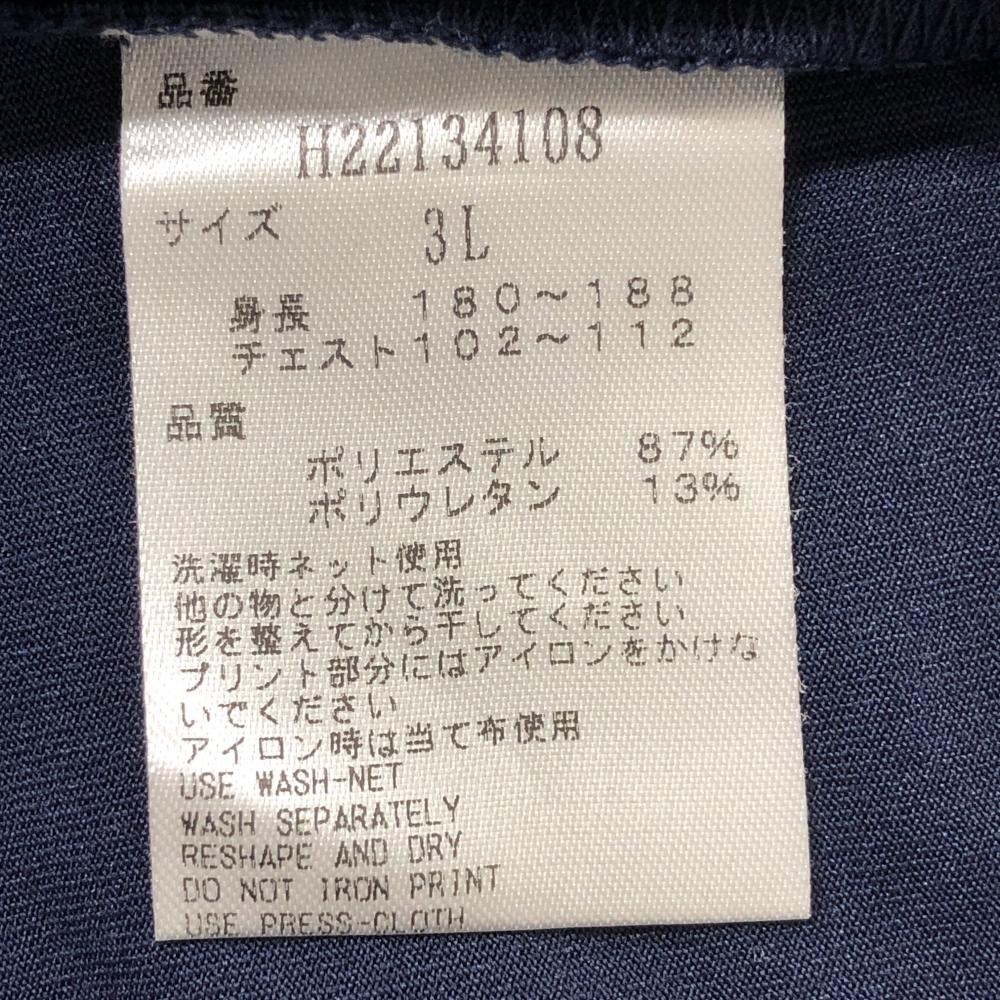 品番
H22134108
サイズ 3L
身長 180～188
チェスト 102～112
品質
ポリエステル 87%
ポリウレタン 13%
洗濯時ネット使用
他の物と分けて洗ってください
形を整えてから干してください
プリント部分にはアイロンをかけな
いでください
アイロン時は当て布使用
USE WASH-NET
WASH SEPARATELY
RESHAPE AND DRY
DO NOT IRON PRINT
USE PRESS-CLOTH